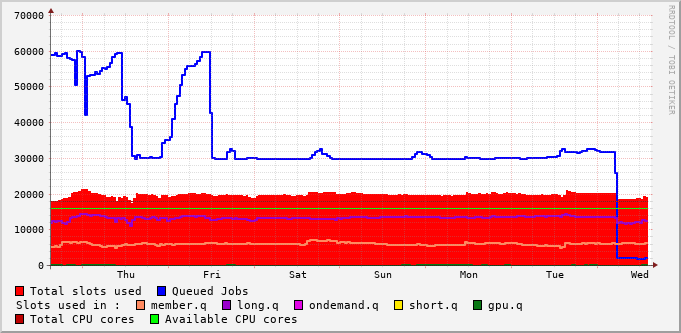 70000
60000
50000
40000
30000
20000
10000
0
Thu Fri Sat Sun Mon Tue Wed
Total slots used Queued Jobs
Slots used in : member.q long.q ondemand.q short.q gpu.q
Total CPU cores Available CPU cores
RRDTOOL / TOBI OETIKER